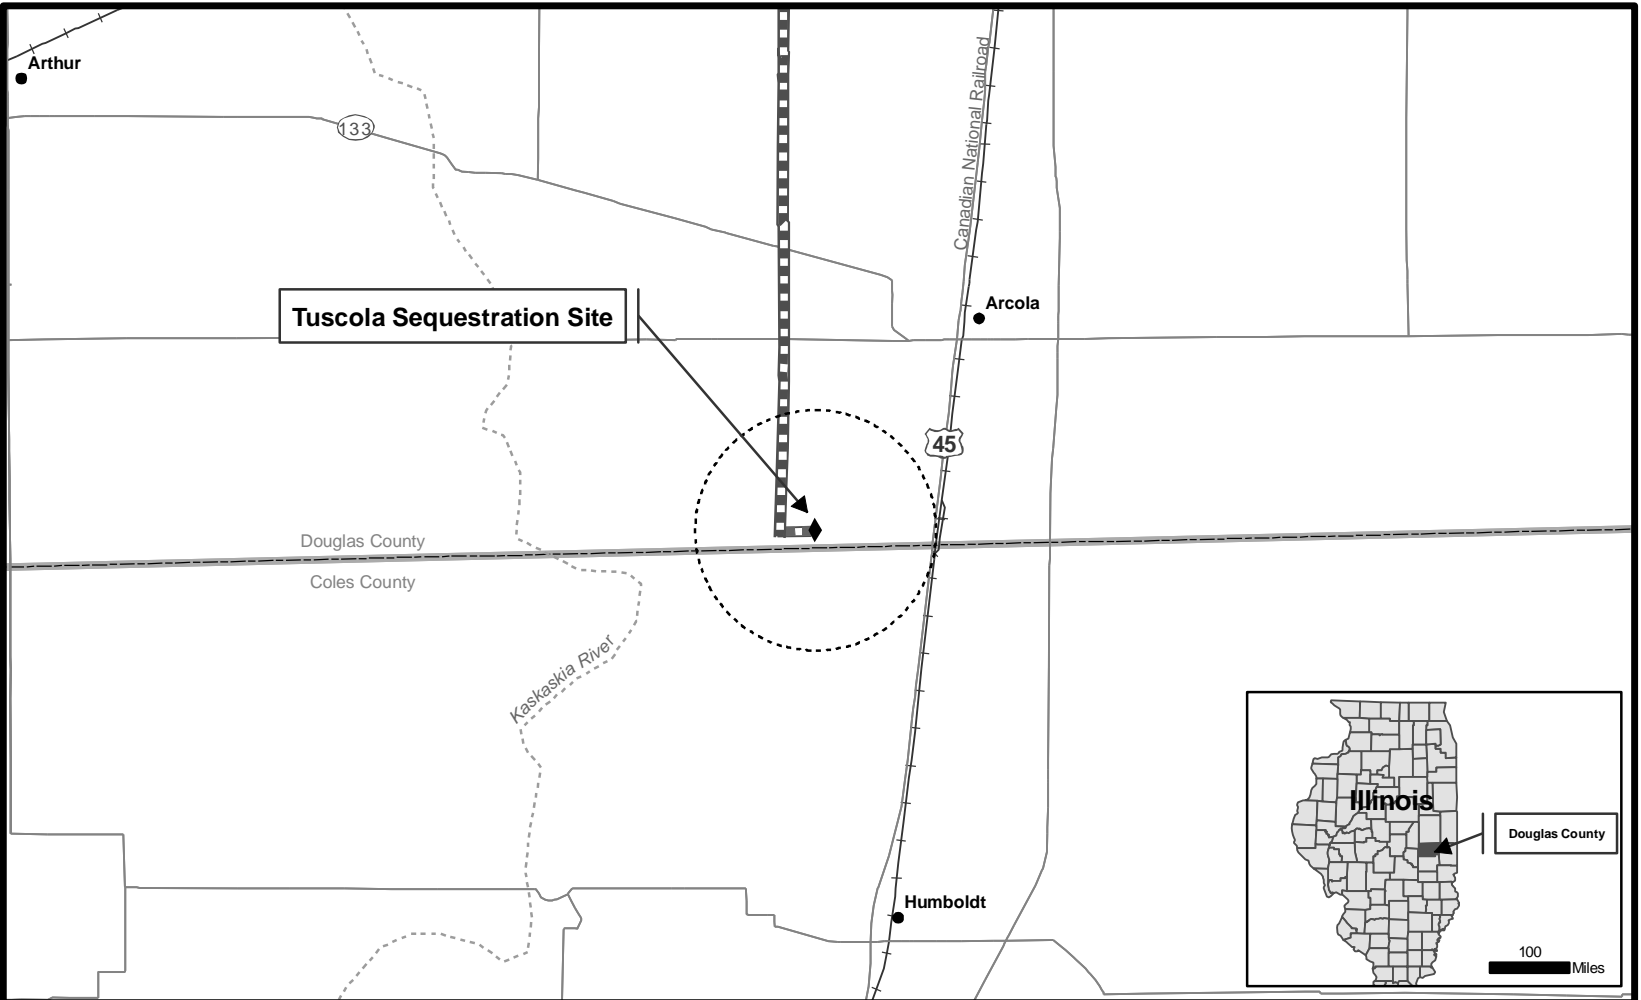 Arthur
133
Canadian National Railroad
Arcola
Tuscola Sequestration Site
45
Douglas County
Coles County
Kaskaskia River
Illinois
Douglas County
Humboldt
100
Miles